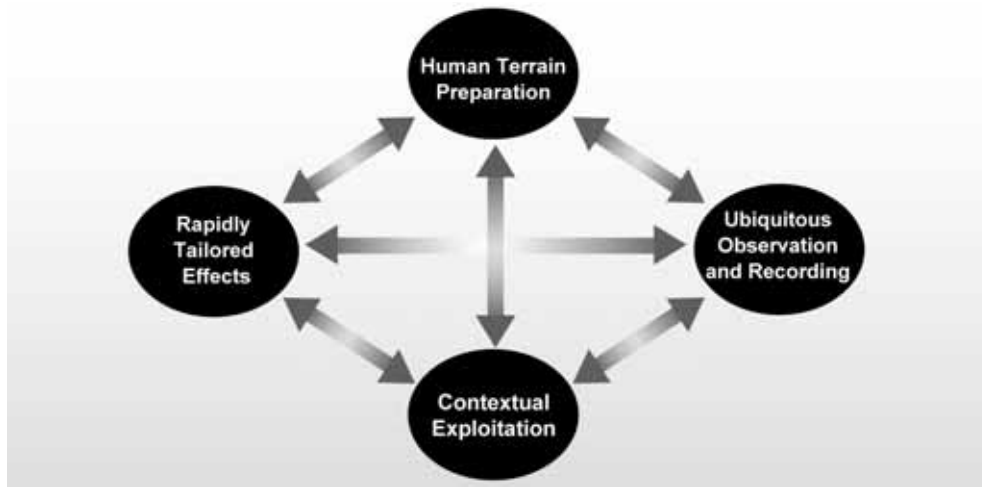 Human Terrain
Preparation
Rapidly
Tailored
Effects
Ubiquitous
Observation
and Recording
Contextual
Exploitation